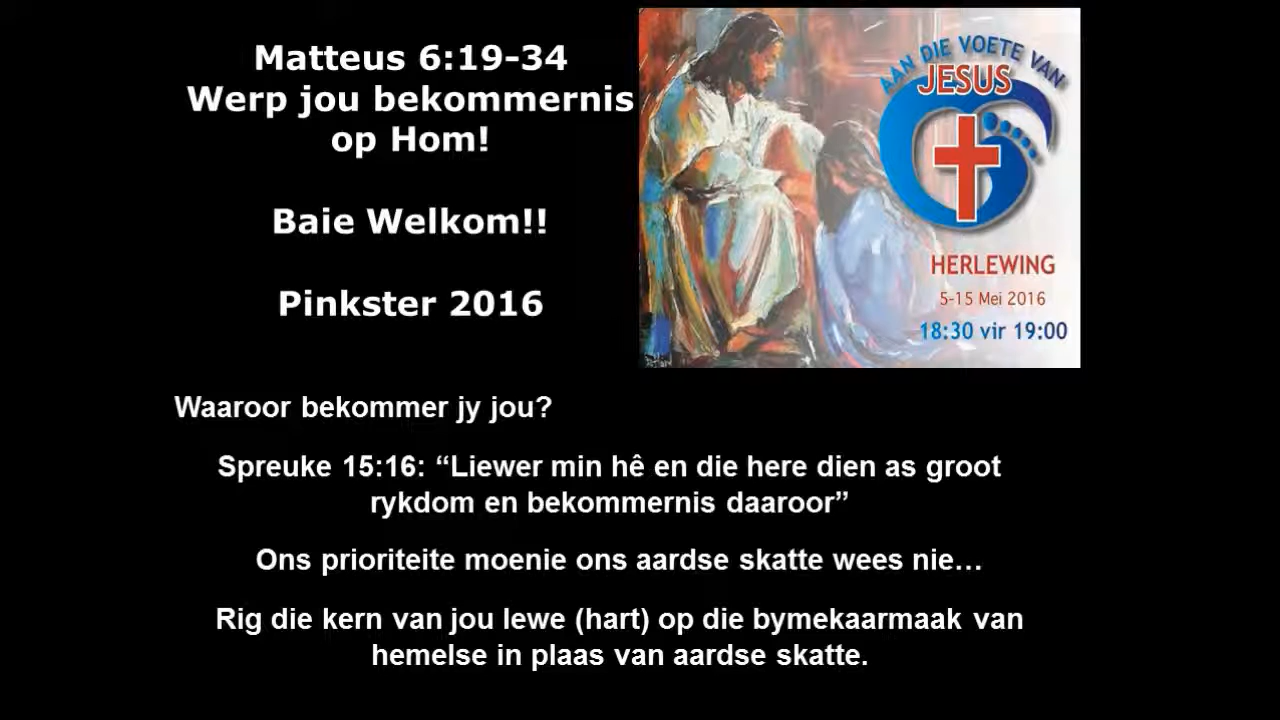 Matteus 6:19-34
Werp jou bekommernis
op Hom!
Baie Welkom!!
Pinkster 2016
AAN DIE VOETE VAN
JESUS
HERLEWING
5-15 Mei 2016
18:30 vir 19:00
Waaroor bekommer jy jou?
Spreuke 15:16: “Liewer min hê en die here dien as groot
rykdom en bekommernis daaroor”
Ons prioriteite moenie ons aardse skatte wees nie…
Rig die kern van jou lewe (hart) op die bymekaarmaak van
hemelse in plaas van aardse skatte.